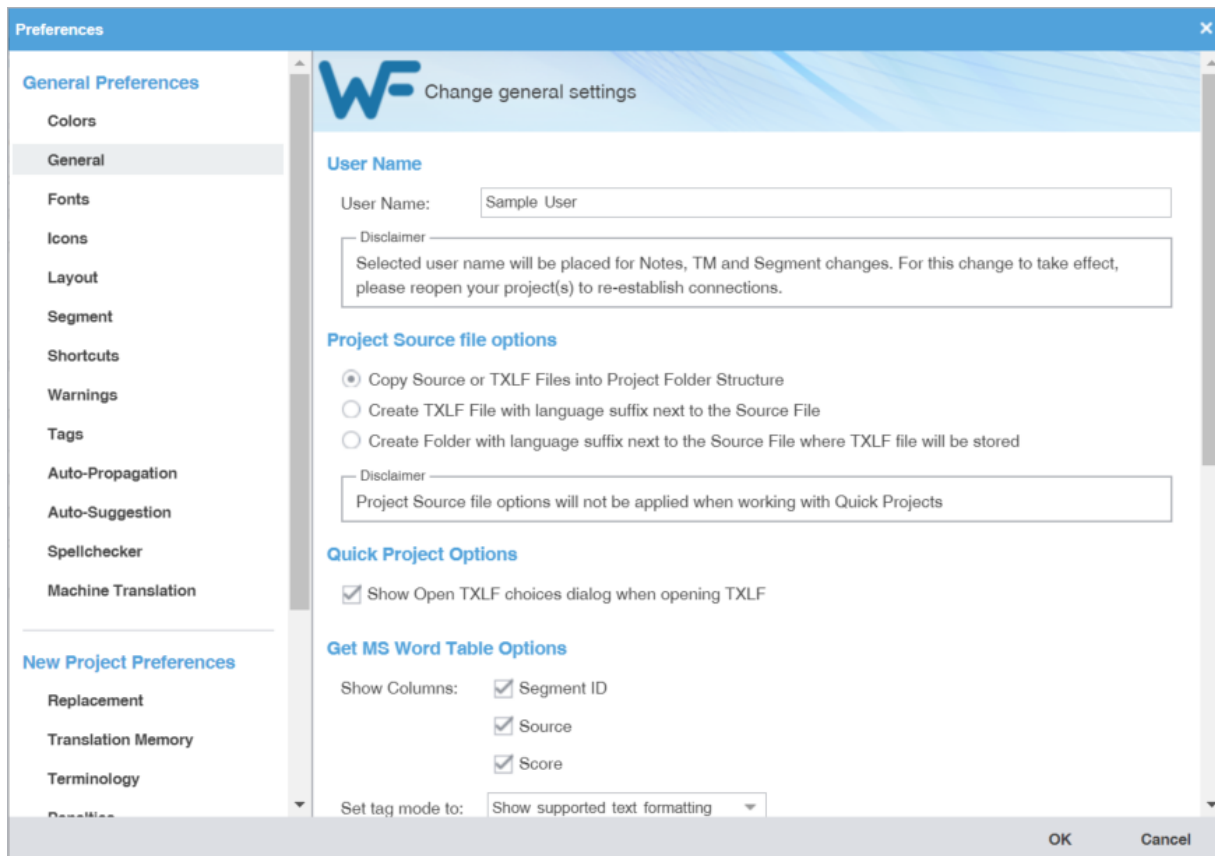 Preferences
General Preferences
Colors
General
Fonts
Icons
Layout
Segment
Shortcuts
Warnings
Tags
Auto-Propagation
Auto-Suggestion
Spellchecker
Machine Translation
New Project Preferences
Replacement
Translation Memory
Terminology
Penalties
WF Change general settings
User Name
User Name: Sample User
Disclaimer
Selected user name will be placed for Notes, TM and Segment changes. For this change to take effect,
please reopen your project(s) to re-establish connections.
Project Source file options
Copy Source or TXLF Files into Project Folder Structure
Create TXLF File with language suffix next to the Source File
Create Folder with language suffix next to the Source File where TXLF file will be stored
Disclaimer
Project Source file options will not be applied when working with Quick Projects
Quick Project Options
Show Open TXLF choices dialog when opening TXLF
Get MS Word Table Options
Show Columns: Segment ID
Source
Score
Set tag mode to: Show supported text formatting
OK Cancel